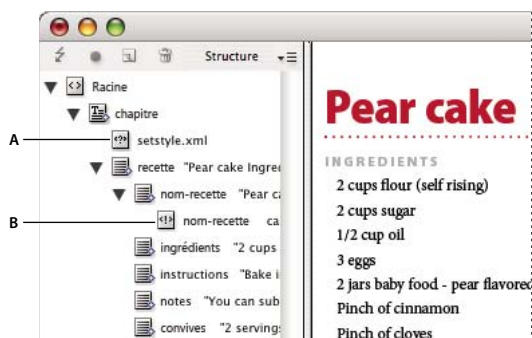 Structure
Racine
chapitre
A
setstyle.xml
recette "Pear cake Ingre
nom-recette "Pear ca
B
nom-recette ca
ingrédients "2 cups
instructions "Bake i
notes "You can sub
convives "2 serving
Pear cake
INGREDIENTS
2 cups flour (self rising)
2 cups sugar
1/2 cup oil
3 eggs
2 jars baby food - pear flavored
Pinch of cinnamon
Pinch of cloves